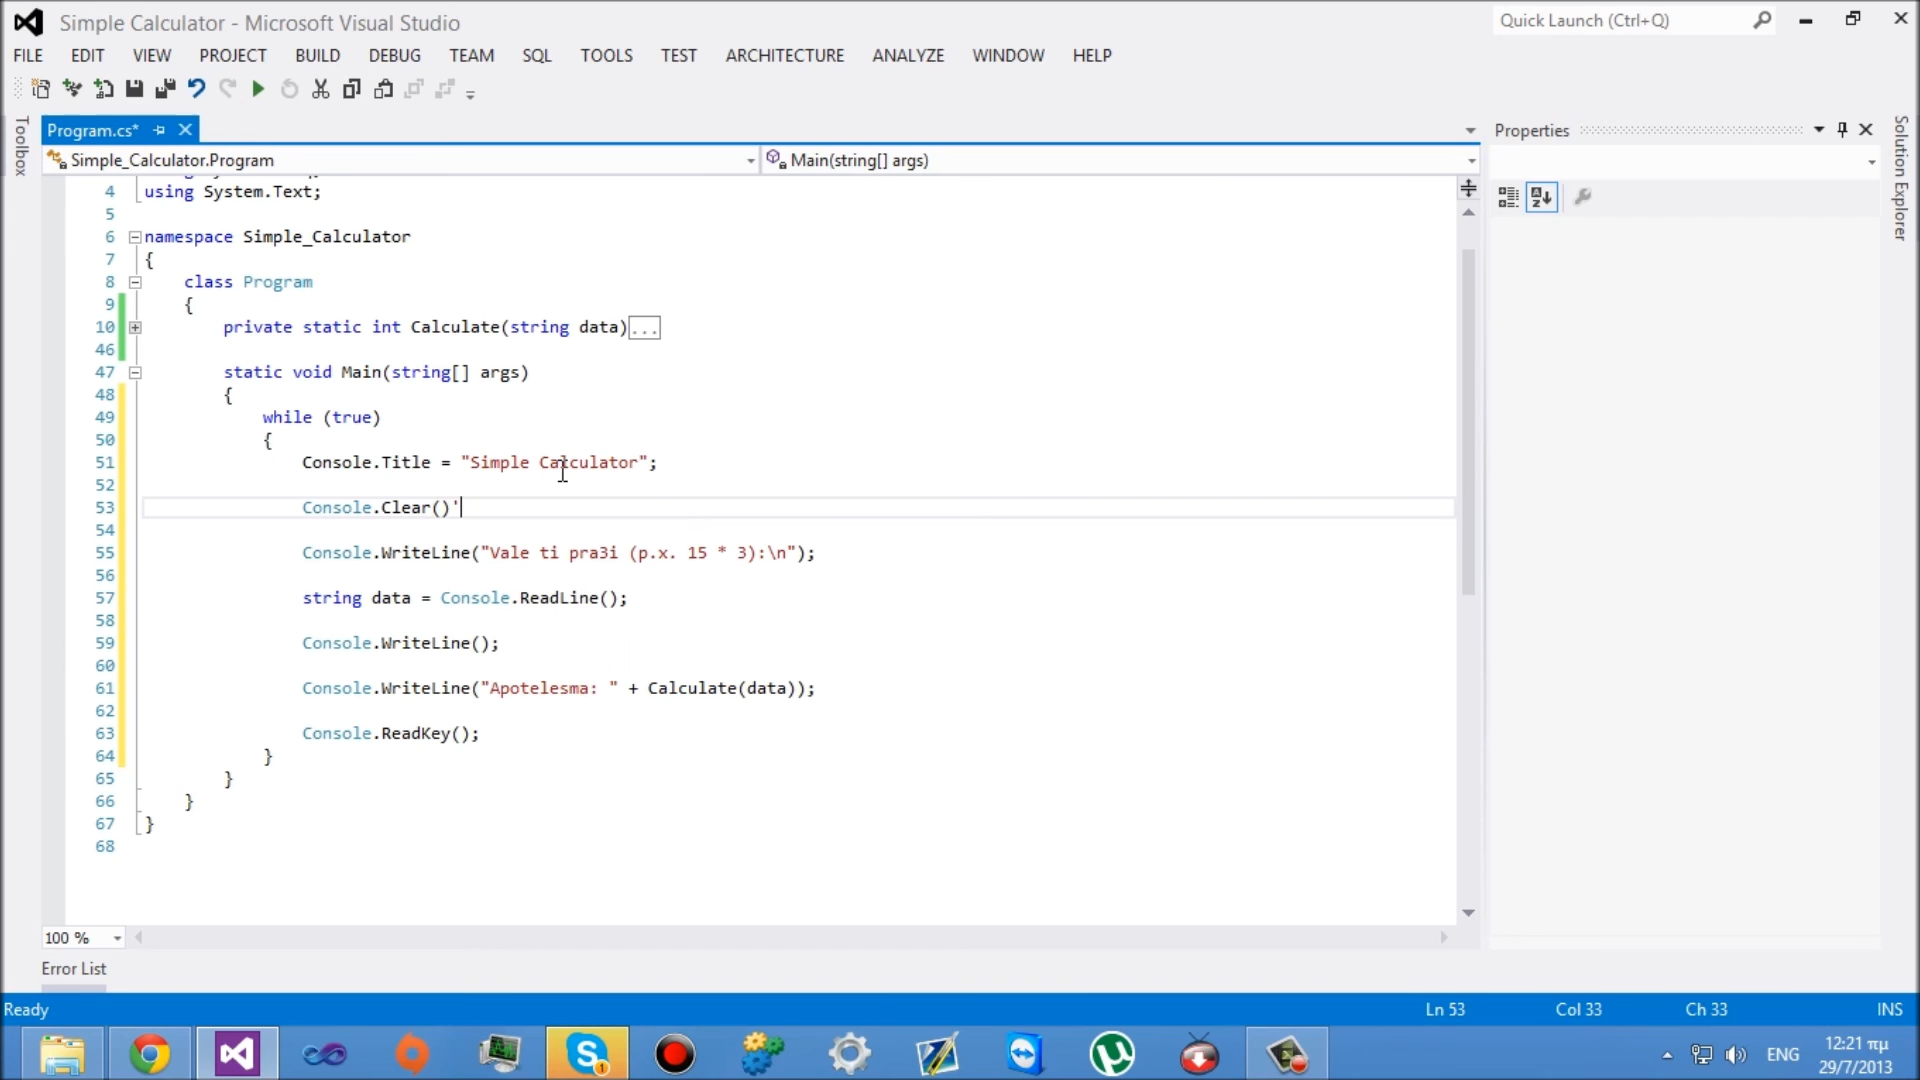 Simple Calculator - Microsoft Visual Studio
Quick Launch (Ctrl+Q)
FILE EDIT VIEW PROJECT BUILD DEBUG TEAM SQL TOOLS TEST ARCHITECTURE ANALYZE WINDOW HELP
Toolbox
Program.cs*
Properties
Solution Explorer
Simple_Calculator.Program
Main(string[] args)
4 using System.Text;
5
6 namespace Simple_Calculator
7 {
8 class Program
9 {
10 private static int Calculate(string data)...
46
47 static void Main(string[] args)
48 {
49 while (true)
50 {
51 Console.Title = "Simple Calculator";
52
53 Console.Clear()'
54
55 Console.WriteLine("Vale ti pra3i (p.x. 15 * 3):\n");
56
57 string data = Console.ReadLine();
58
59 Console.WriteLine();
60
61 Console.WriteLine("Apotelesma: " + Calculate(data));
62
63 Console.ReadKey();
64 }
65 }
66 }
67 }
68
100 %
Error List
Ready
Ln 53 Col 33 Ch 33 INS
ENG
12:21 πμ
29/7/2013